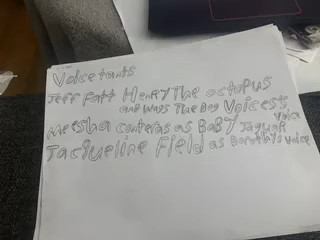 Voice tants
Jeff Fatt Henry The octopus
and Wags The Dog Voices's
Meesha conteras as BaBy Jaguar Voice
Jacqueline Field as Dorothy's Voice